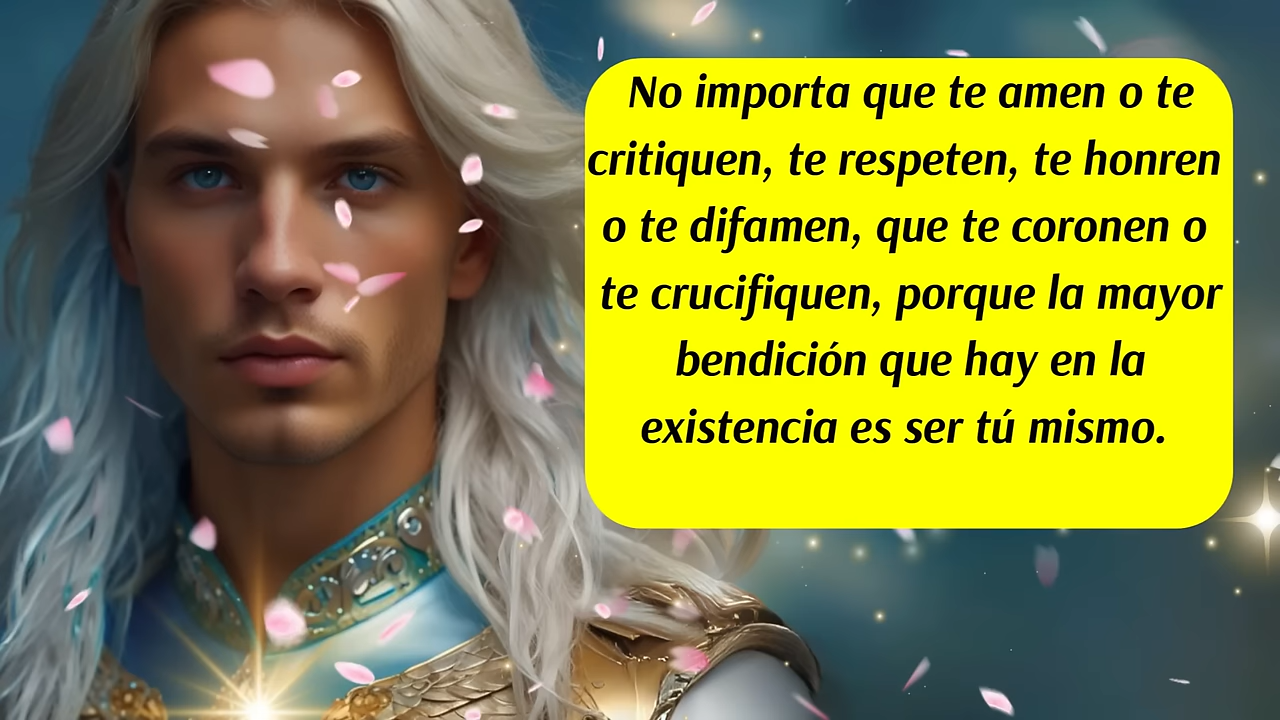 No importa que te amen o te
critiquen, te respeten, te honren
o te difamen, que te coronen o
te crucifiquen, porque la mayor
bendición que hay en la
existencia es ser tú mismo.